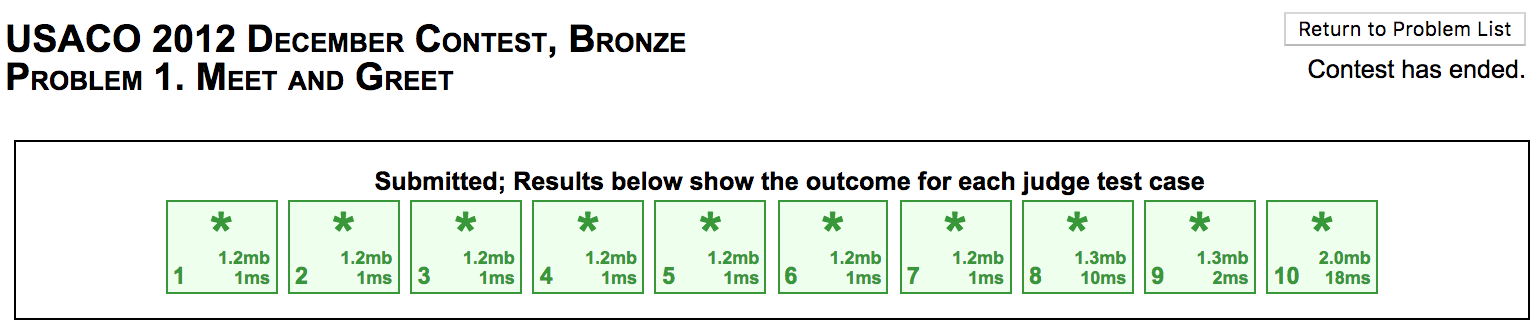 USACO 2012 December Contest, Bronze
Problem 1. Meet and Greet
Return to Problem List
Contest has ended.
Submitted; Results below show the outcome for each judge test case
* * * * * * * * * *
1.2mb 1.2mb 1.2mb 1.2mb 1.2mb 1.2mb 1.2mb 1.3mb 1.3mb 2.0mb
1 1ms 2 1ms 3 1ms 4 1ms 5 1ms 6 1ms 7 1ms 8 10ms 9 2ms 10 18ms